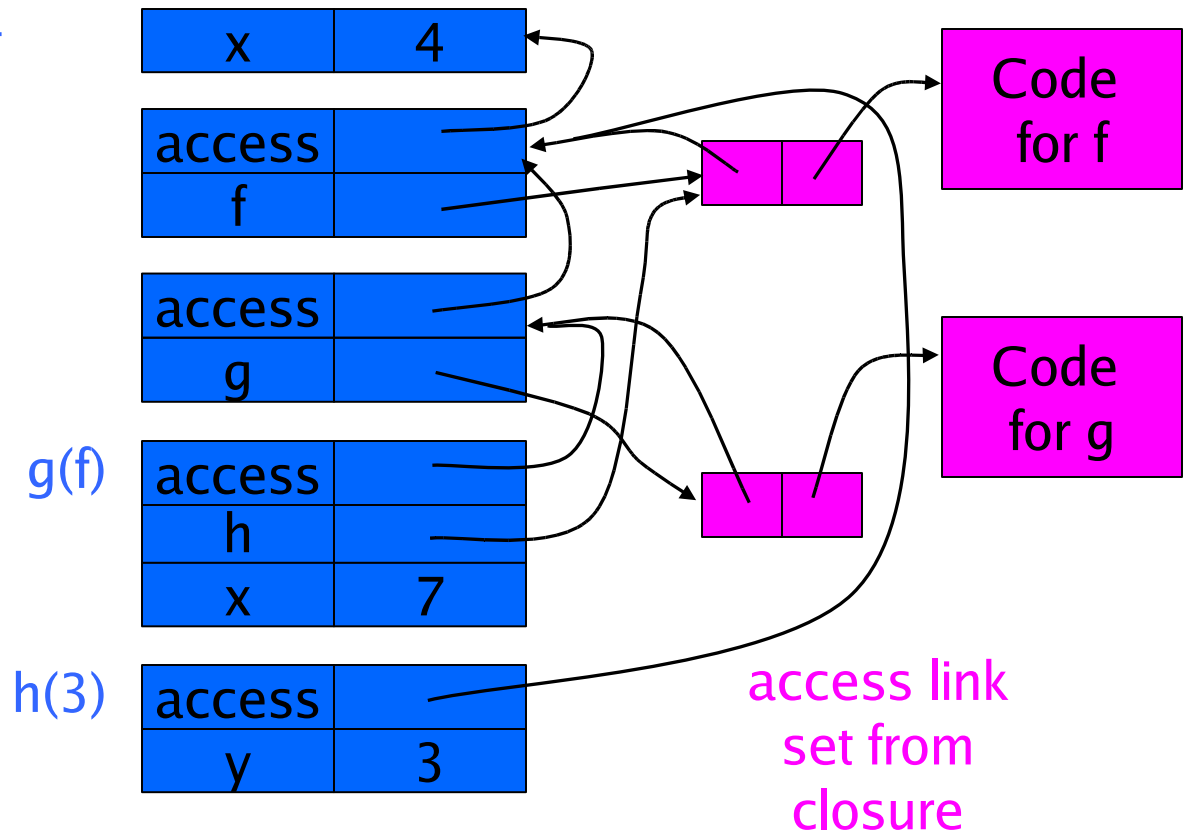 x 4
access
f
access
g
g(f)
access
h
x 7
h(3)
access
y 3
Code
for f
Code
for g
access link
set from
closure